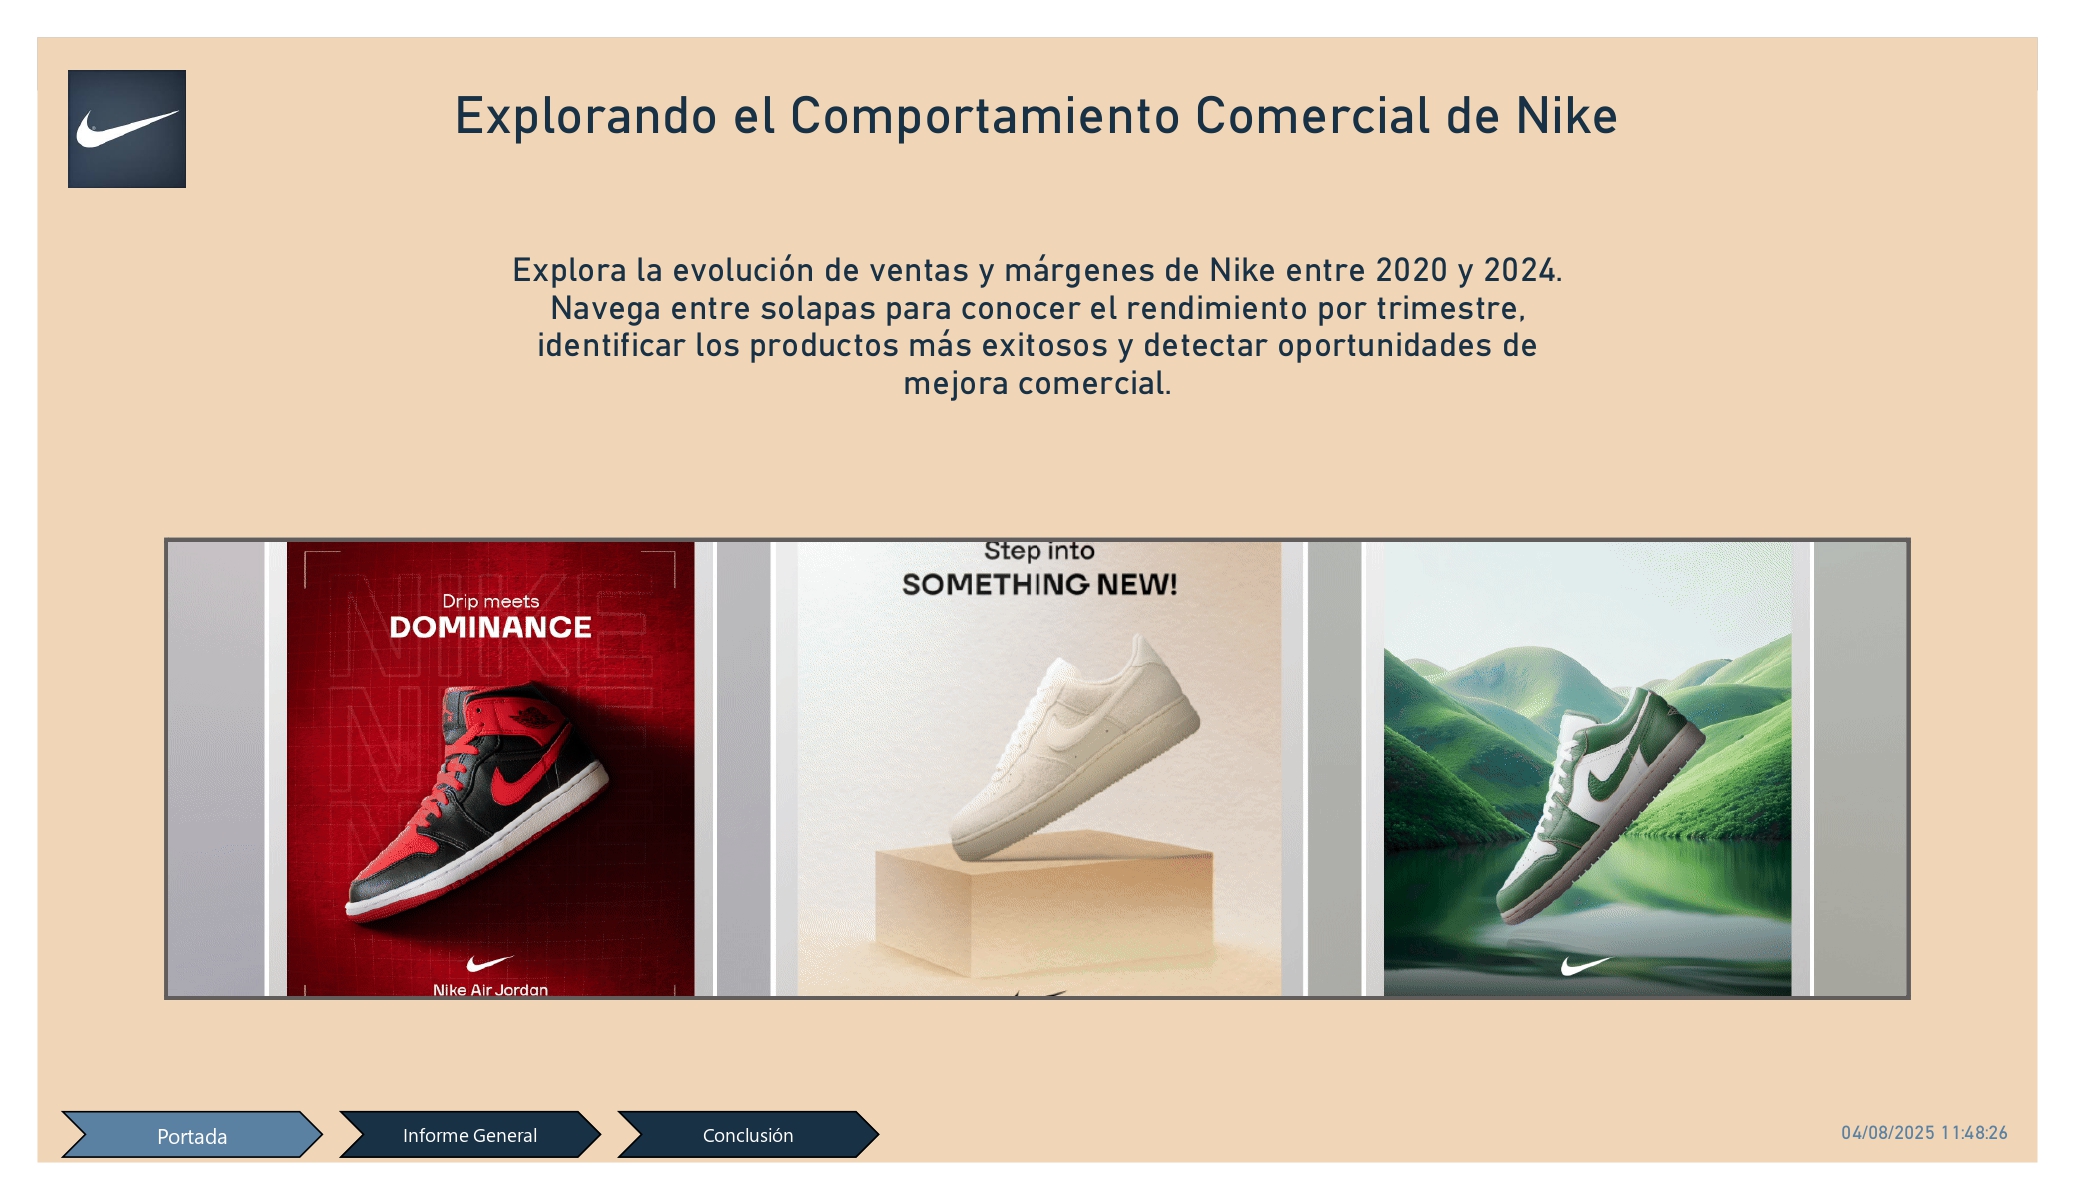 Explorando el Comportamiento Comercial de Nike
Explora la evolución de ventas y márgenes de Nike entre 2020 y 2024.
Navega entre solapas para conocer el rendimiento por trimestre,
identificar los productos más exitosos y detectar oportunidades de
mejora comercial.
NIKE
Drip meets
DOMINANCE
Nike Air Jordan
Step into
SOMETHING NEW!
Portada
Informe General
Conclusión
04/08/2025 11:48:26